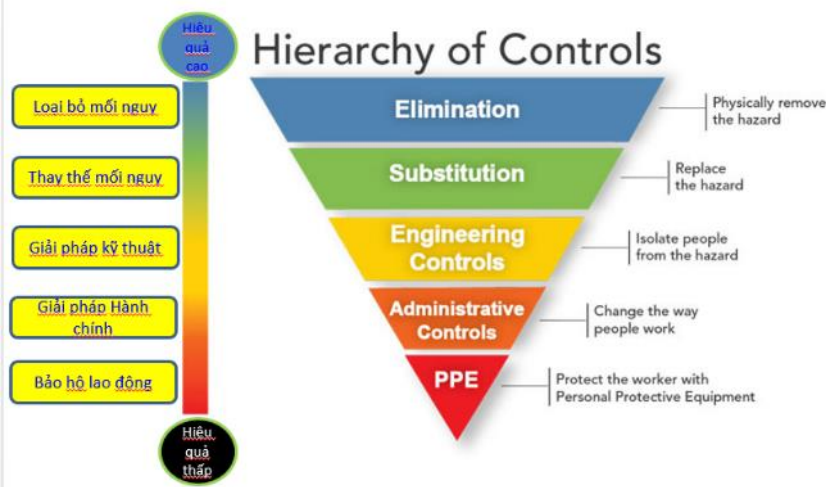 Hiệu
quả
cao
Hierarchy of Controls
Loại bỏ mối nguy
Elimination
Physically remove
the hazard
Thay thế mối nguy
Substitution
Replace
the hazard
Giải pháp kỹ thuật
Engineering
Controls
Isolate people
from the hazard
Giải pháp Hành
chính
Administrative
Controls
Change the way
people work
Bảo hộ lao động
PPE
Protect the worker with
Personal Protective Equipment
Hiệu
quả
thấp